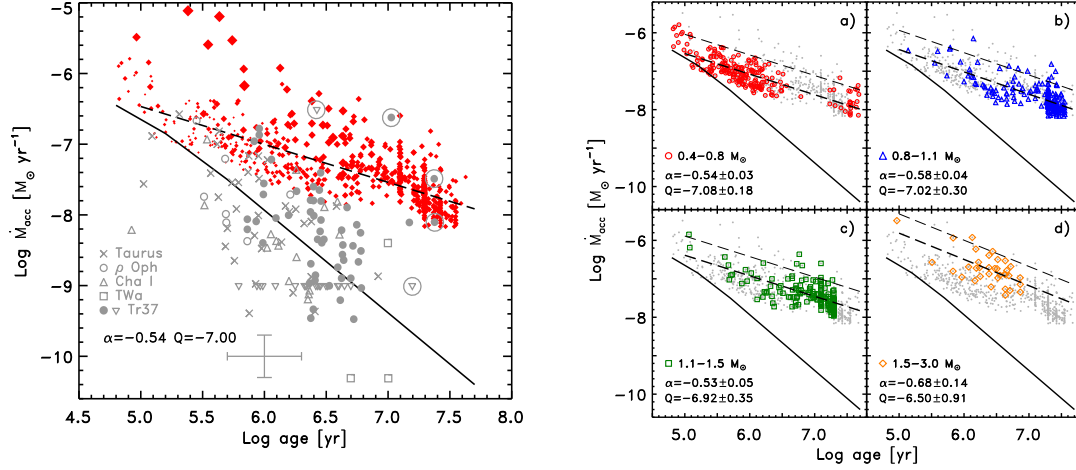 -5
-6
-7
-8
-9
-10
Log Ṁacc [M⊙ yr⁻¹]
× Taurus
○ ρ Oph
△ Cha I
□ TWa
● ▽ Tr37
α=-0.54 Q=-7.00
4.5 5.0 5.5 6.0 6.5 7.0 7.5 8.0
Log age [yr]
a)
-6
-8
-10
0.4-0.8 M⊙
α=-0.54±0.03
Q=-7.08±0.18
b)
0.8-1.1 M⊙
α=-0.58±0.04
Q=-7.02±0.30
Log Ṁacc [M⊙ yr⁻¹]
c)
-6
-8
-10
1.1-1.5 M⊙
α=-0.53±0.05
Q=-6.92±0.35
d)
1.5-3.0 M⊙
α=-0.68±0.14
Q=-6.50±0.91
5.0 6.0 7.0 5.0 6.0 7.0
Log age [yr]